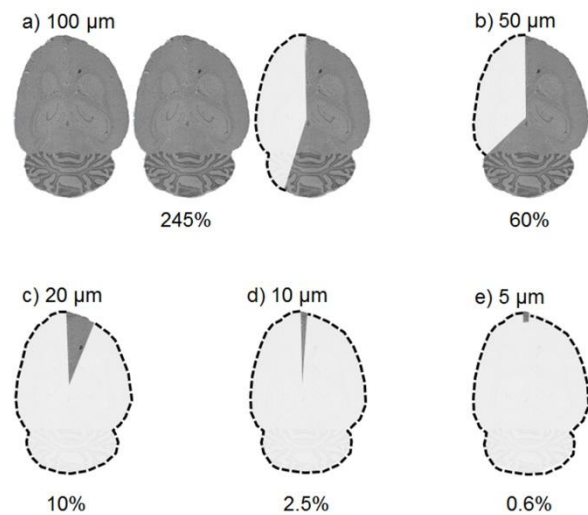 a) 100 µm
b) 50 µm
245%
60%
c) 20 µm
d) 10 µm
e) 5 µm
10%
2.5%
0.6%